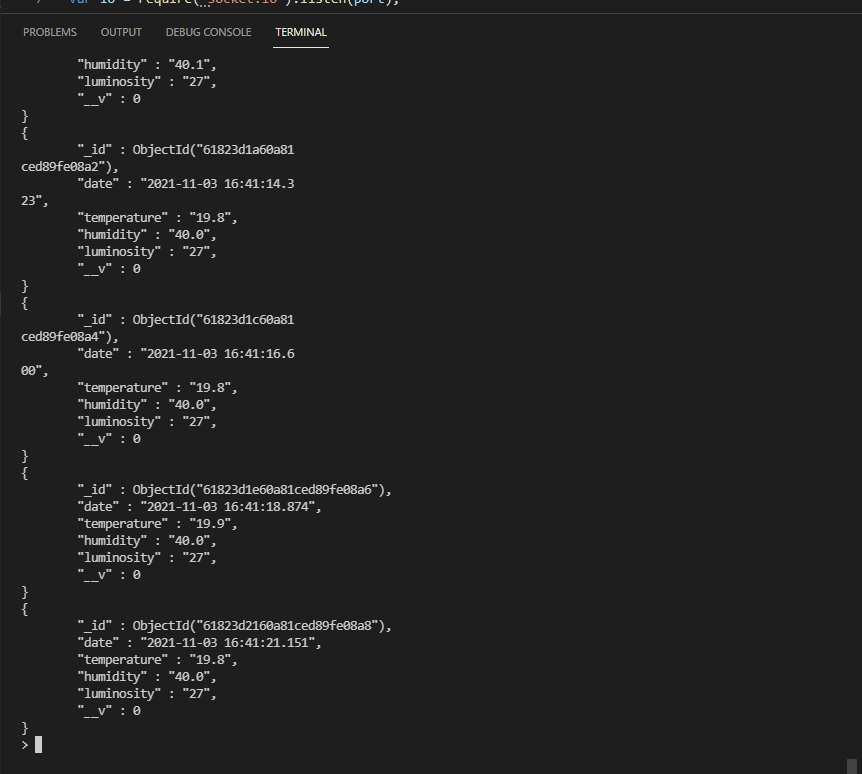 var io = require( socket.io ).listen(port);
PROBLEMS OUTPUT DEBUG CONSOLE TERMINAL
"humidity" : "40.1",
"luminosity" : "27",
"__v" : 0
}
{
"_id" : ObjectId("61823d1a60a81
ced89fe08a2"),
"date" : "2021-11-03 16:41:14.3
23",
"temperature" : "19.8",
"humidity" : "40.0",
"luminosity" : "27",
"__v" : 0
}
{
"_id" : ObjectId("61823d1c60a81
ced89fe08a4"),
"date" : "2021-11-03 16:41:16.6
00",
"temperature" : "19.8",
"humidity" : "40.0",
"luminosity" : "27",
"__v" : 0
}
{
"_id" : ObjectId("61823d1e60a81ced89fe08a6"),
"date" : "2021-11-03 16:41:18.874",
"temperature" : "19.9",
"humidity" : "40.0",
"luminosity" : "27",
"__v" : 0
}
{
"_id" : ObjectId("61823d2160a81ced89fe08a8"),
"date" : "2021-11-03 16:41:21.151",
"temperature" : "19.8",
"humidity" : "40.0",
"luminosity" : "27",
"__v" : 0
}
>